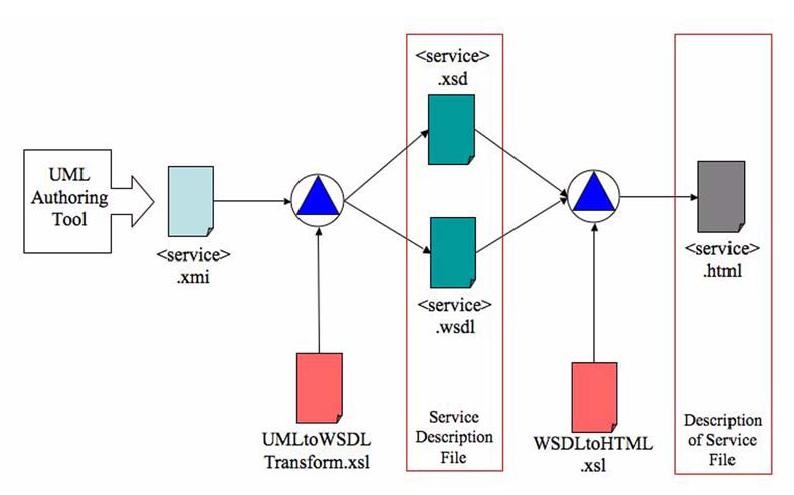 <service>
.xsd
UML
Authoring
Tool
<service>
.xmi
<service>
.html
<service>
.wsdl
UMLtoWSDL
Transform.xsl
Service
Description
File
WSDLtoHTML
.xsl
Description
of Service
File